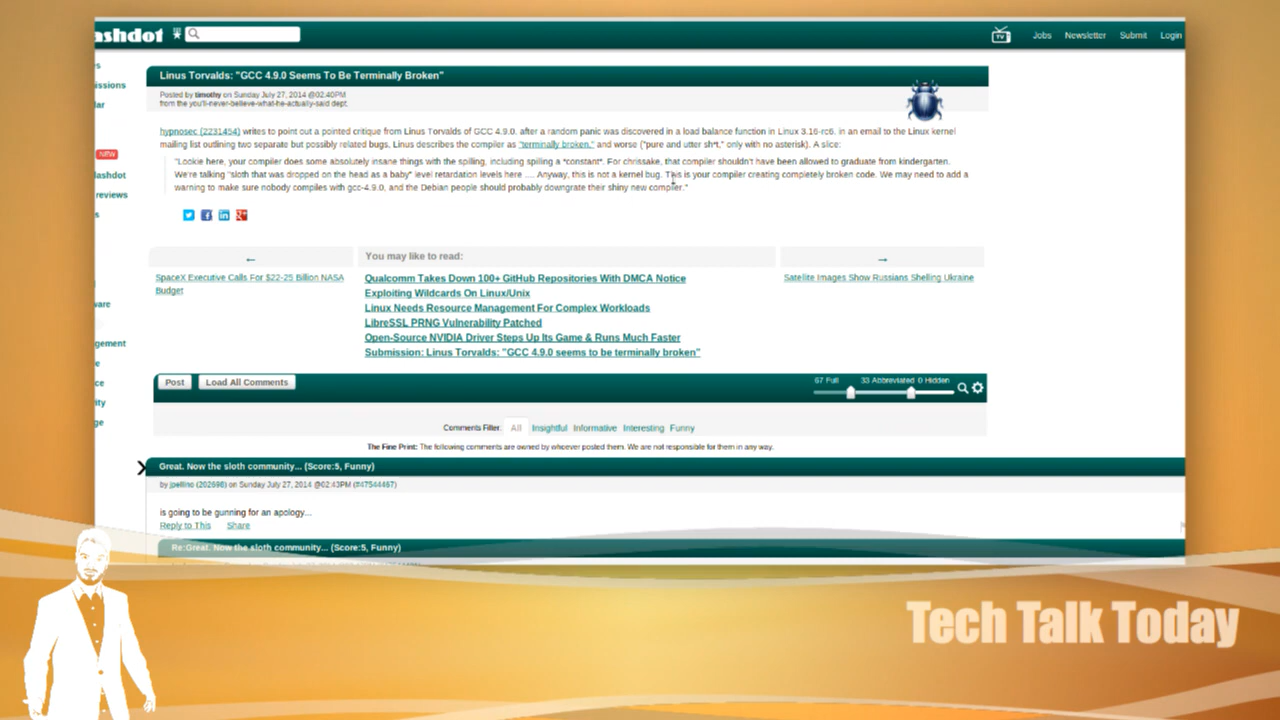 ashdot
Jobs Newsletter Submit Login
s
issions
lar
NEW
lashdot
reviews
s
ware
gement
e
ce
ity
ge
Linus Torvalds: "GCC 4.9.0 Seems To Be Terminally Broken"
Posted by timothy on Sunday July 27, 2014 @02:40PM
from the you'll-never-believe-what-he-actually-said dept.
hypnosec (2231454) writes to point out a pointed critique from Linus Torvalds of GCC 4.9.0. after a random panic was discovered in a load balance function in Linux 3.16-rc6. in an email to the Linux kernel
mailing list outlining two separate but possibly related bugs, Linus describes the compiler as "terminally broken," and worse ("pure and utter sh*t," only with no asterisk). A slice:
"Lookie here, your compiler does some absolutely insane things with the spilling, including spilling a *constant*. For chrissake, that compiler shouldn't have been allowed to graduate from kindergarten.
We're talking "sloth that was dropped on the head as a baby" level retardation levels here .... Anyway, this is not a kernel bug. This is your compiler creating completely broken code. We may need to add a
warning to make sure nobody compiles with gcc-4.9.0, and the Debian people should probably downgrate their shiny new compiler."
← You may like to read: →
SpaceX Executive Calls For $22-25 Billion NASA
Budget
Qualcomm Takes Down 100+ GitHub Repositories With DMCA Notice
Exploiting Wildcards On Linux/Unix
Linux Needs Resource Management For Complex Workloads
LibreSSL PRNG Vulnerability Patched
Open-Source NVIDIA Driver Steps Up Its Game & Runs Much Faster
Submission: Linus Torvalds: "GCC 4.9.0 seems to be terminally broken"
Satellite Images Show Russians Shelling Ukraine
Post Load All Comments 67 Full 33 Abbreviated 0 Hidden
Comments Filter: All Insightful Informative Interesting Funny
The Fine Print: The following comments are owned by whoever posted them. We are not responsible for them in any way.
Great. Now the sloth community... (Score:5, Funny)
by jpellino (202698) on Sunday July 27, 2014 @02:43PM (#47544467)
is going to be gunning for an apology...
Reply to This Share
Re:Great. Now the sloth community... (Score:5, Funny)
Tech Talk Today